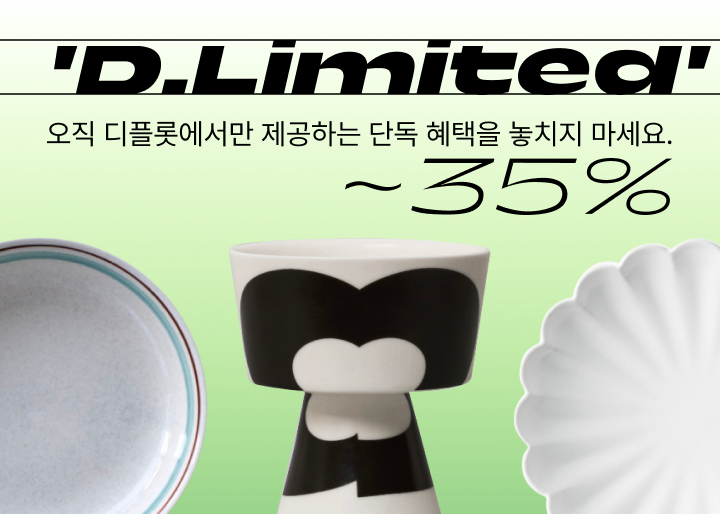 'D.Limited'
오직 디플롯에서만 제공하는 단독 혜택을 놓치지 마세요.
~35%